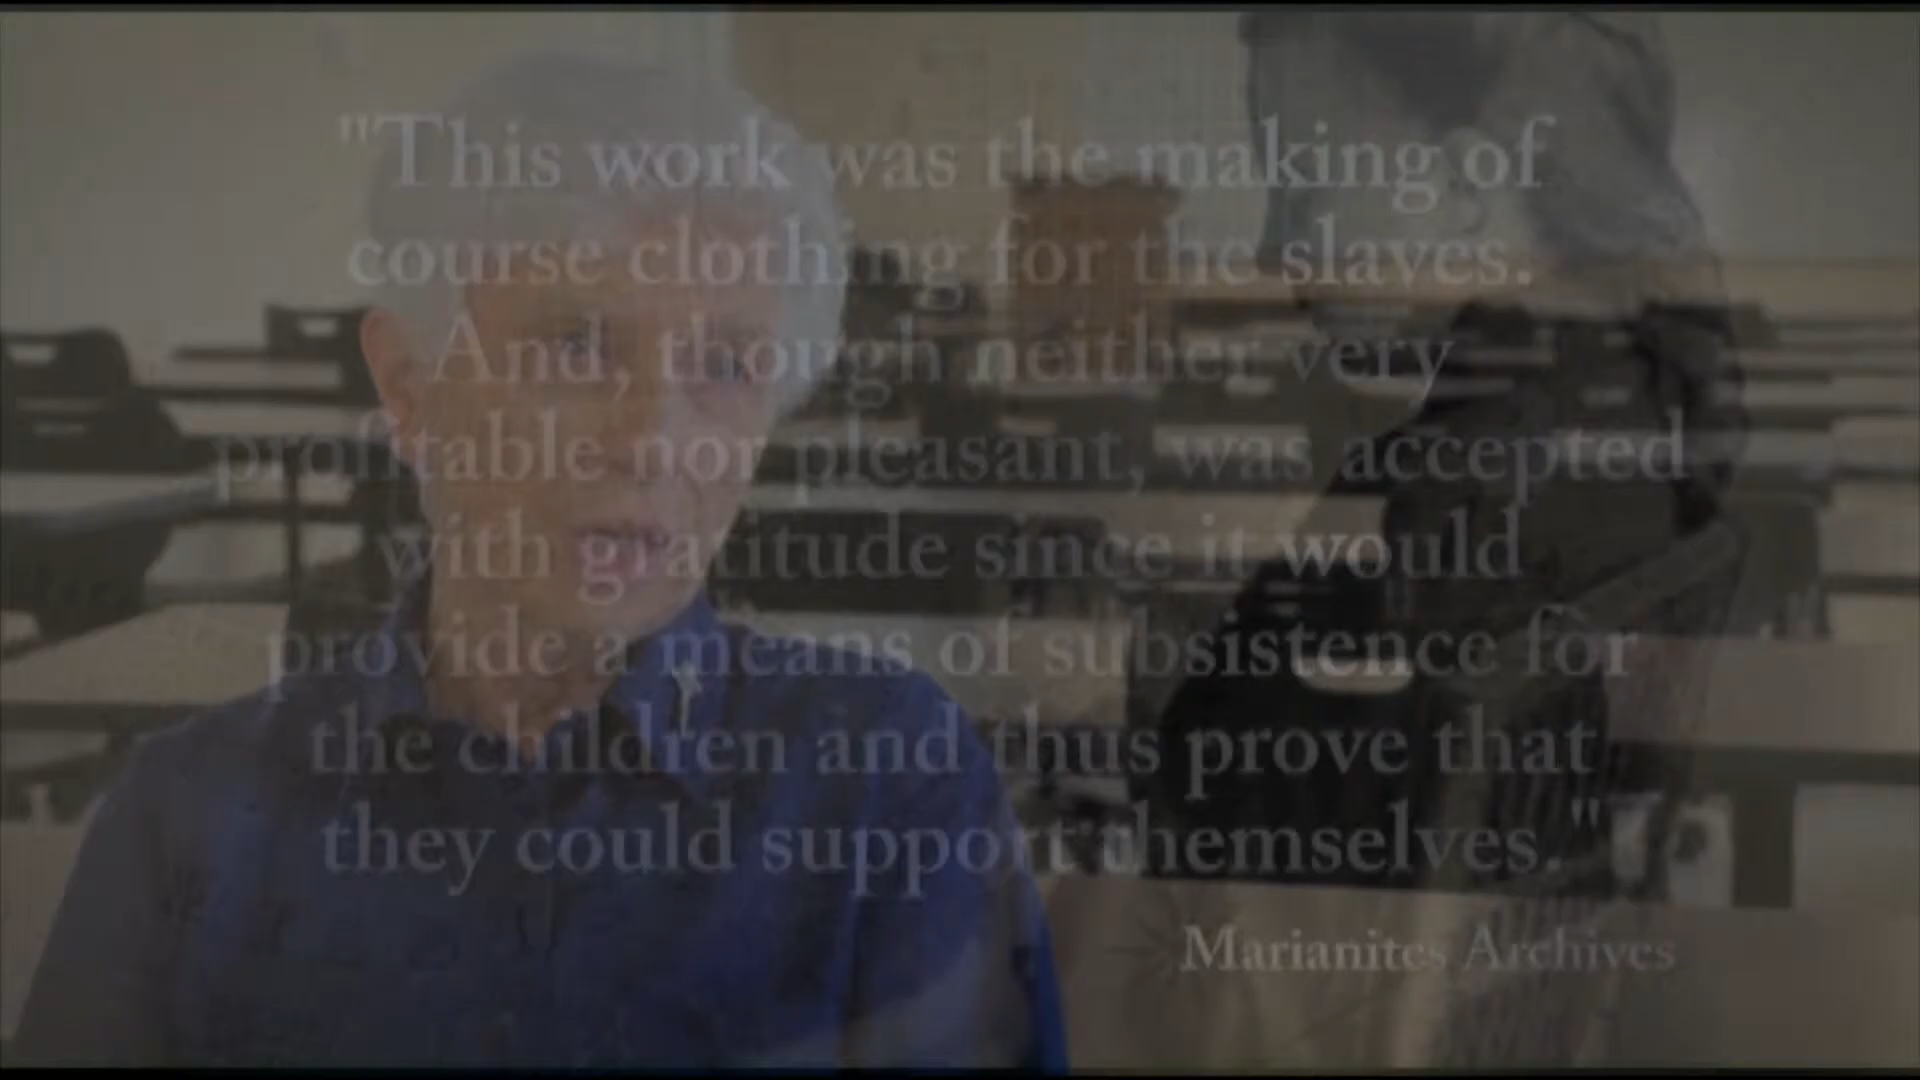 "This work was the making of
course clothing for the slaves.
And, though neither very
profitable nor pleasant, was accepted
with gratitude since it would
provide a means of subsistence for
the children and thus prove that
they could support themselves."
Marianites Archives